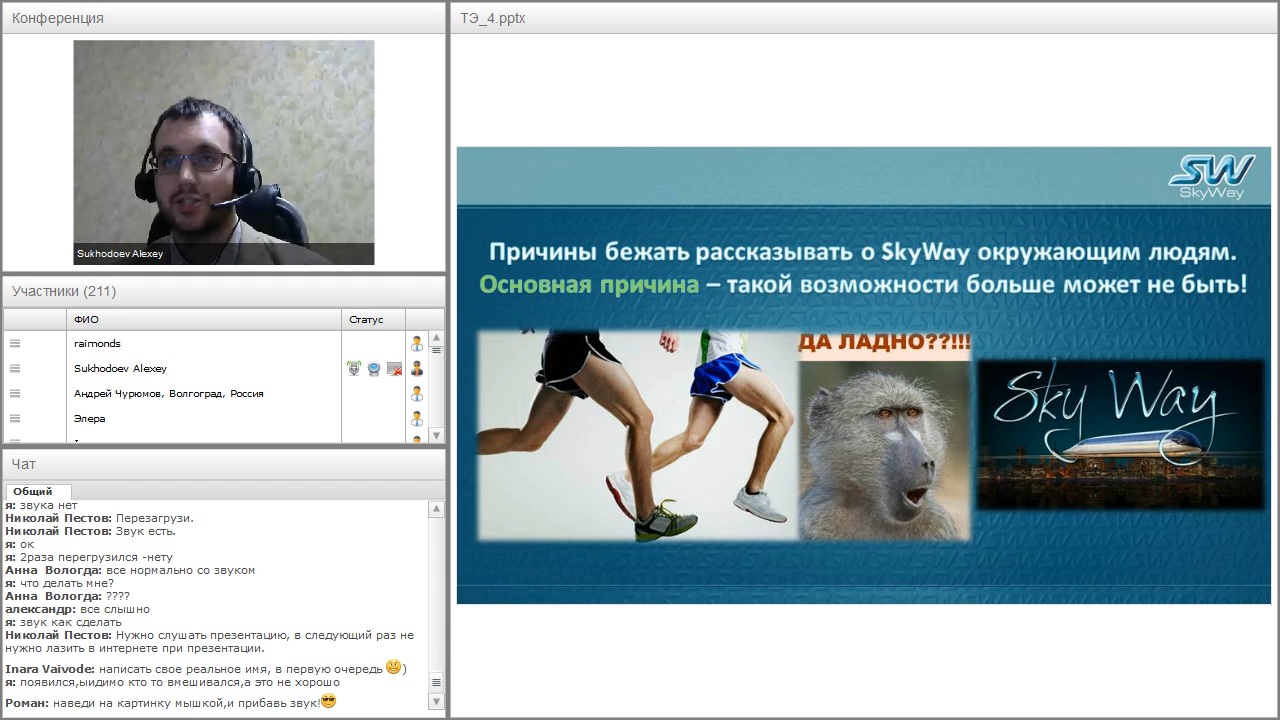 Конференция
Sukhodoev Alexey
Участники (211)
ФИО
Статус
raimonds
Sukhodoev Alexey
Андрей Чурюмов, Волгоград, Россия
Элера
Чат
Общий
я: звука нет
Николай Пестов: Перезагрузи.
Николай Пестов: Звук есть.
я: ок
я: 2раза перегрузился -нету
Анна Вологда: все нормально со звуком
я: что делать мне?
Анна Вологда: ????
александр: все слышно
я: звук как сделать
Николай Пестов: Нужно слушать презентацию, в следующий раз не
нужно лазить в интернете при презентации.
Inara Vaivode: написать свое реальное имя, в первую очередь )
я: появился,ыидимо кто то вмешивался,а это не хорошо
Роман: наведи на картинку мышкой,и прибавь звук!
ТЭ_4.pptx
SW
SkyWay
Причины бежать рассказывать о SkyWay окружающим людям.
Основная причина – такой возможности больше может не быть!
ДА ЛАДНО??!!!
Sky Way